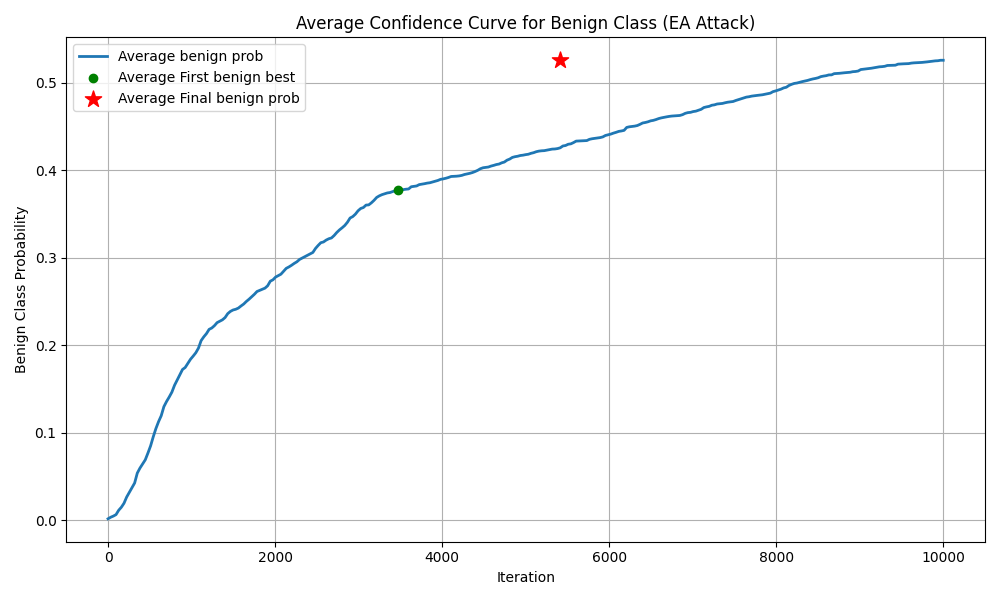 Average Confidence Curve for Benign Class (EA Attack)
Average benign prob
Average First benign best
Average Final benign prob
Benign Class Probability
0.5
0.4
0.3
0.2
0.1
0.0
0 2000 4000 6000 8000 10000
Iteration